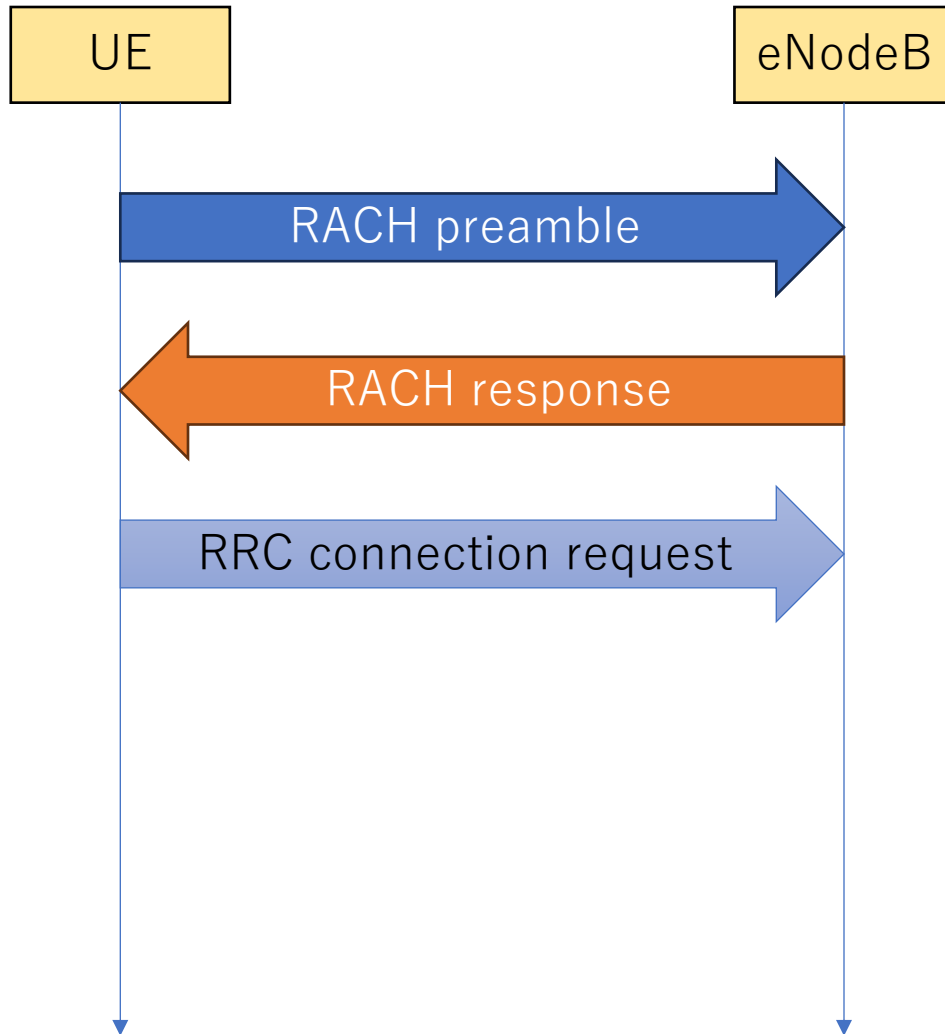 UE
eNodeB
RACH preamble
RACH response
RRC connection request